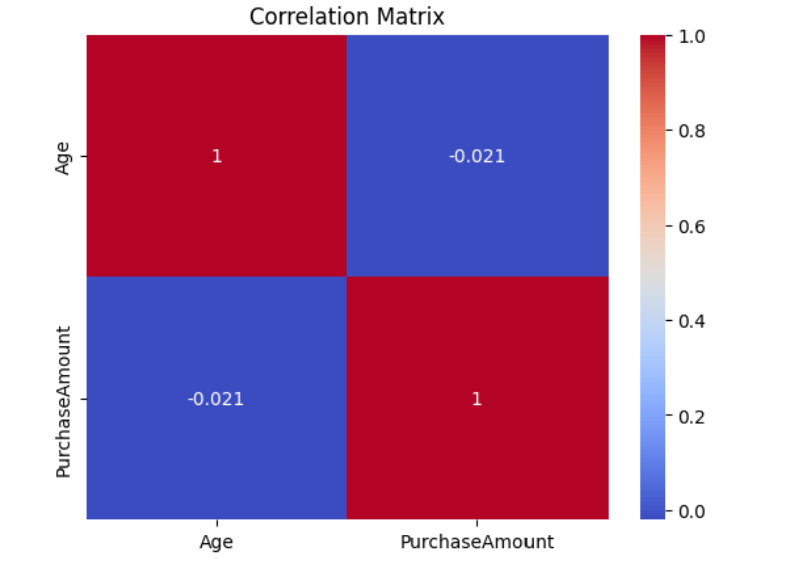 Correlation Matrix
Age
1
-0.021
PurchaseAmount
-0.021
1
Age
PurchaseAmount
1.0
0.8
0.6
0.4
0.2
0.0